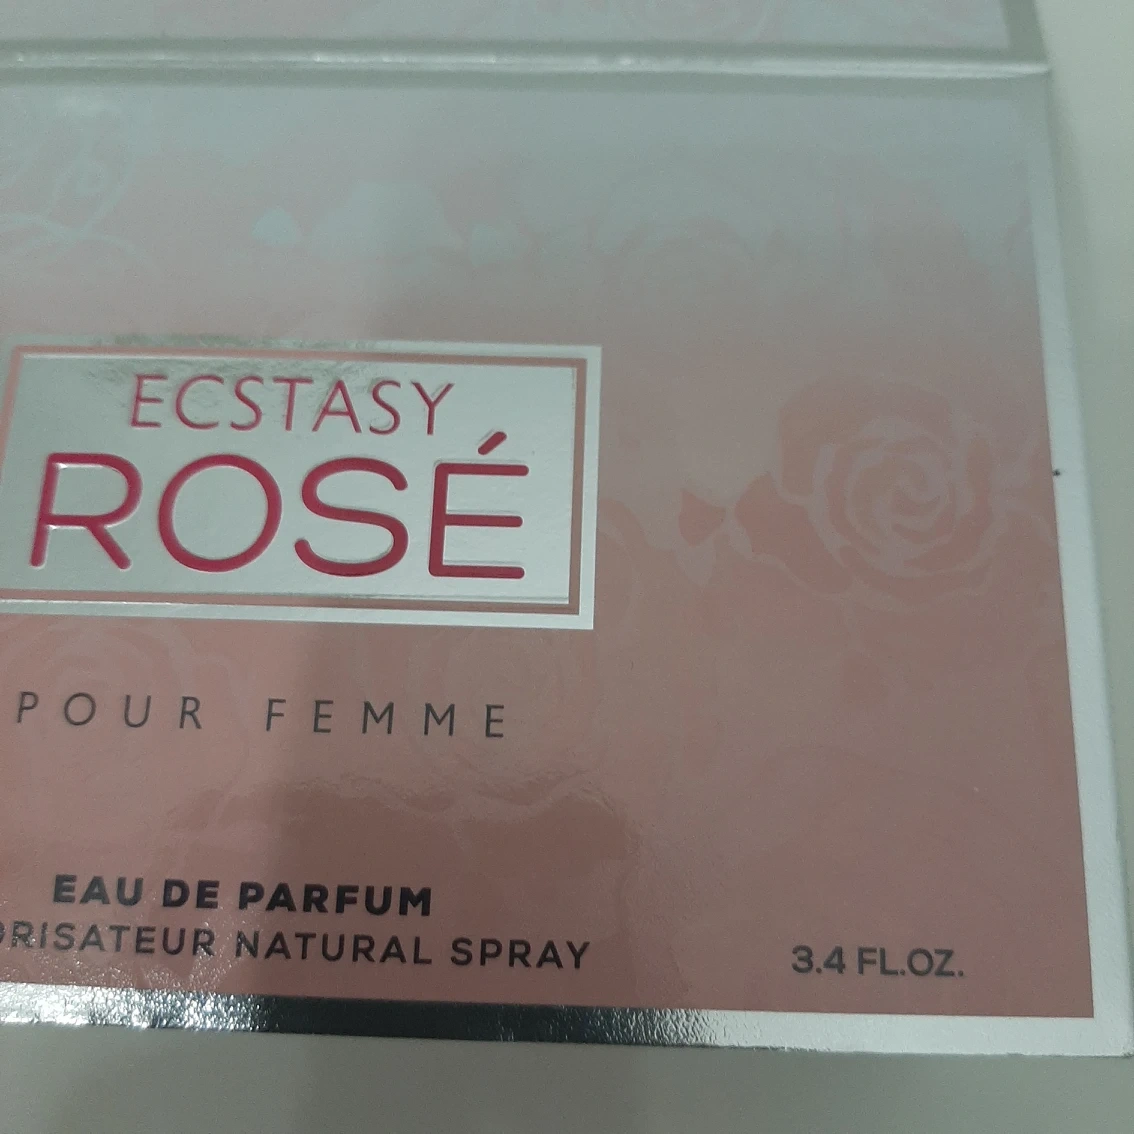 ECSTASY
ROSÉ
POUR FEMME
EAU DE PARFUM
NATURAL SPRAY
3.4 FL.OZ.